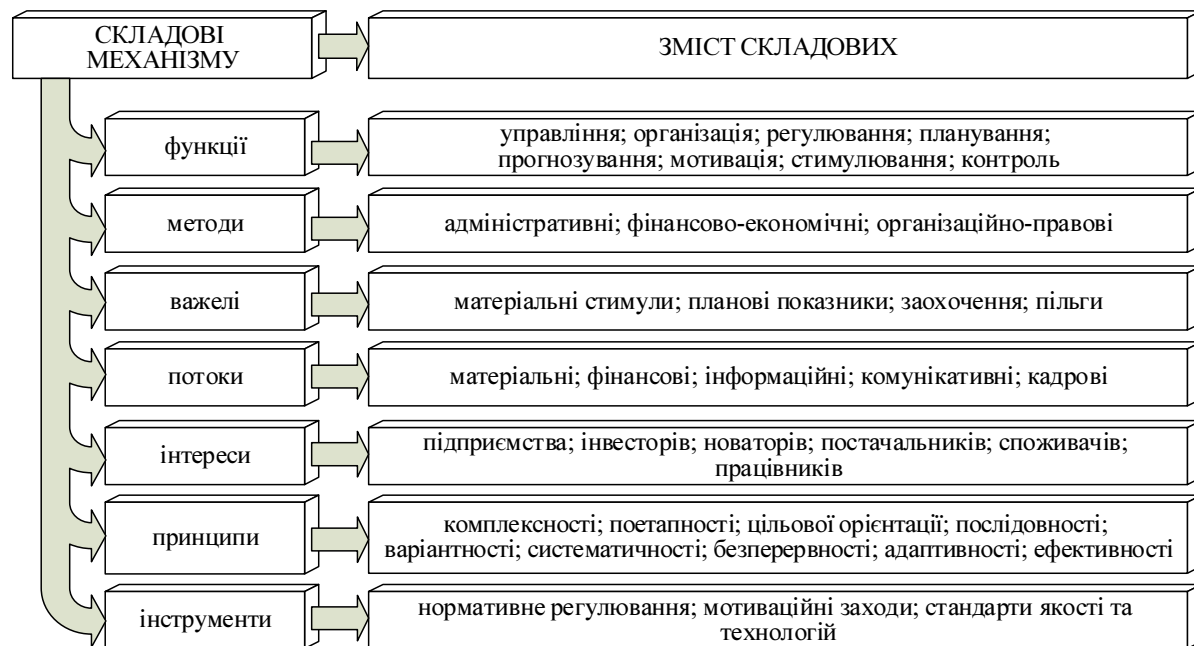 СКЛАДОВІ
МЕХАНІЗМУ
ЗМІСТ СКЛАДОВИХ
функції
управління; організація; регулювання; планування;
прогнозування; мотивація; стимулювання; контроль
методи
адміністративні; фінансово-економічні; організаційно-правові
важелі
матеріальні стимули; планові показники; заохочення; пільги
потоки
матеріальні; фінансові; інформаційні; комунікативні; кадрові
інтереси
підприємства; інвесторів; новаторів; постачальників; споживачів;
працівників
принципи
комплексності; поетапності; цільової орієнтації; послідовності;
варіантності; систематичності; безперервності; адаптивності; ефективності
інструменти
нормативне регулювання; мотиваційні заходи; стандарти якості та
технологій